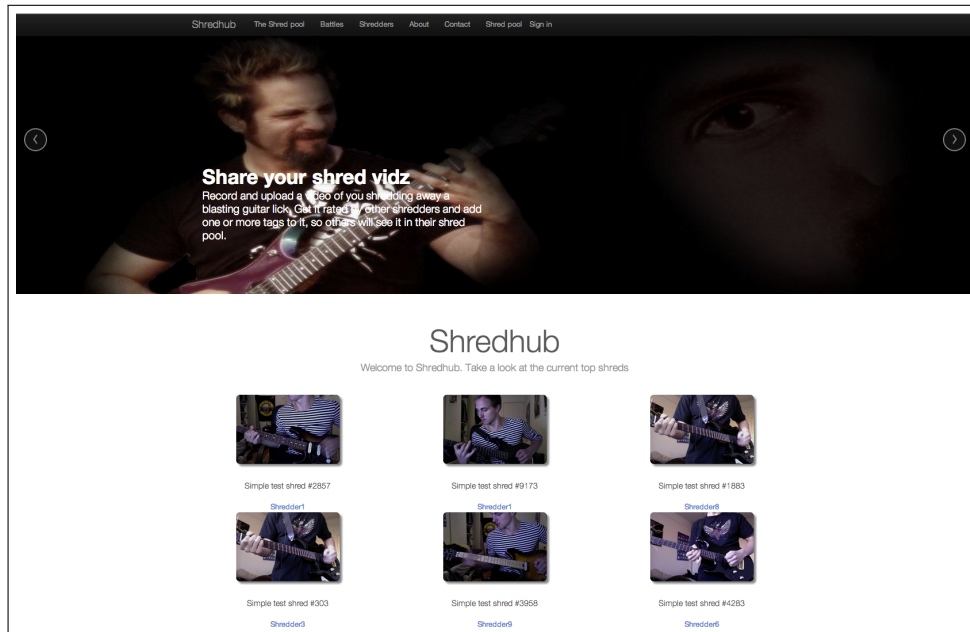 Shredhub The Shred pool Battles Shredders About Contact Shred pool Sign in
Share your shred vidz
Record and upload a video of you shredding away a
blasting guitar lick. Get it rated by other shredders and add
one or more tags to it, so others will see it in their shred
pool.
Shredhub
Welcome to Shredhub. Take a look at the current top shreds
Simple test shred #2857 Simple test shred #9173 Simple test shred #1883
Shredder1 Shredder1 Shredder8
Simple test shred #303 Simple test shred #3958 Simple test shred #4283
Shredder3 Shredder9 Shredder6